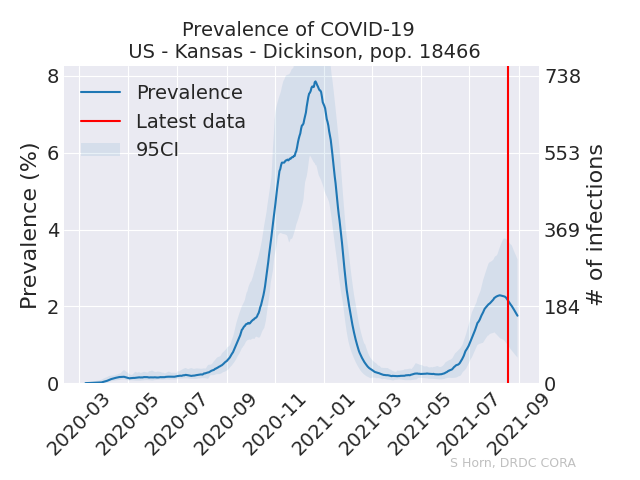 Prevalence of COVID-19
US - Kansas - Dickinson, pop. 18466
Prevalence
Latest data
95CI
Prevalence (%)
8
6
4
2
0
738
553
369
184
0
# of infections
2020-03
2020-05
2020-07
2020-09
2020-11
2021-01
2021-03
2021-05
2021-07
2021-09
S Horn, DRDC CORA